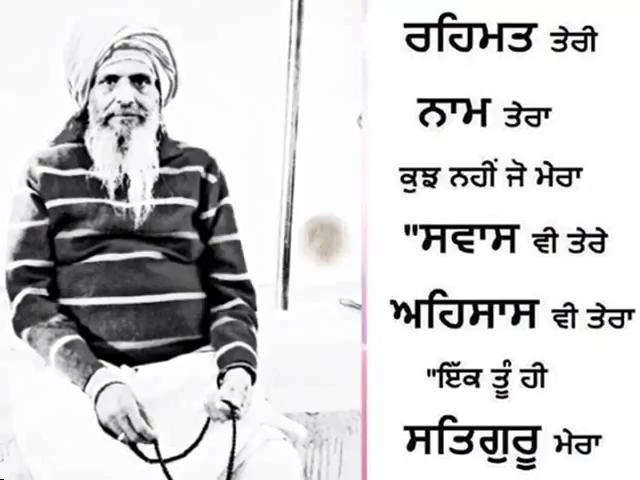 ਰਹਿਮਤ ਤੇਰੀ
ਨਾਮ ਤੇਰਾ
ਕੁਝ ਨਹੀਂ ਜੋ ਮੇਰਾ
"ਸਵਾਸ ਵੀ ਤੇਰੇ
ਅਹਿਸਾਸ ਵੀ ਤੇਰਾ
"ਇੱਕ ਤੂੰ ਹੀ
ਸਤਿਗੁਰੂ ਮੇਰਾ